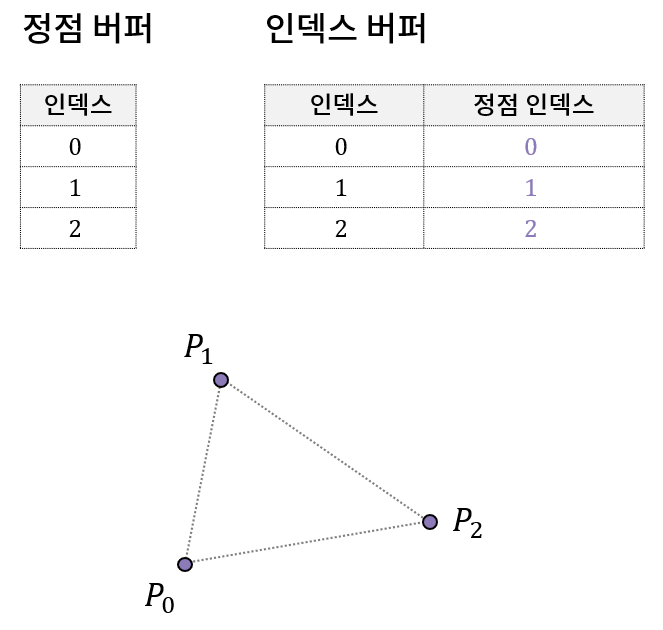 정점 버퍼 인덱스 버퍼
인덱스 인덱스 정점 인덱스
0 0 0
1 1 1
2 2 2
P1
P2
P0